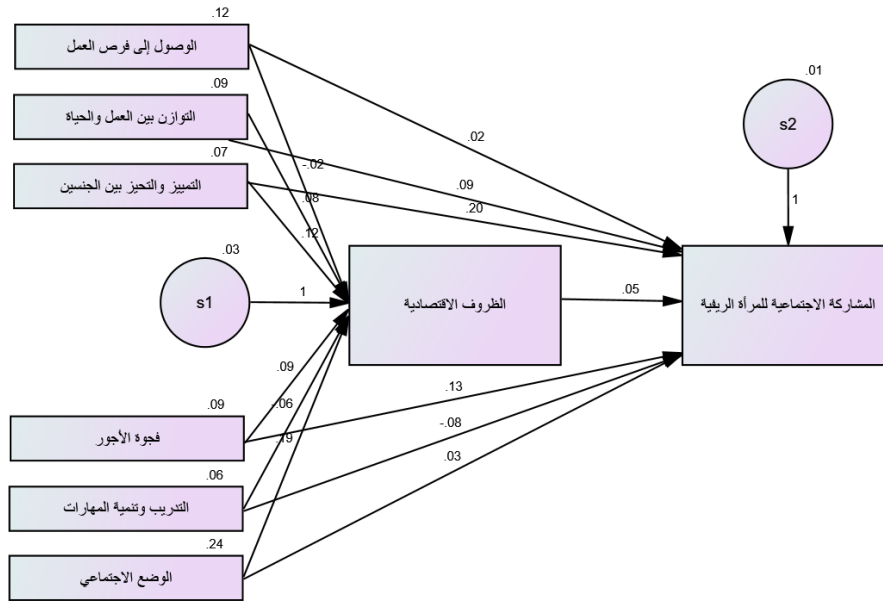 .12
الوصول إلى فرص العمل
.09
التوازن بين العمل والحياة
.07
التمييز والتحيز بين الجنسين
.02
-.02
.09
.08
.20
.12
.01
s2
1
.03
s1
1
الظروف الاقتصادية
.05
المشاركة الاجتماعية للمرأة الريفية
.09
.09
فجوة الأجور
.13
-.06
-.08
.19
.03
.06
التدريب وتنمية المهارات
.24
الوضع الاجتماعي